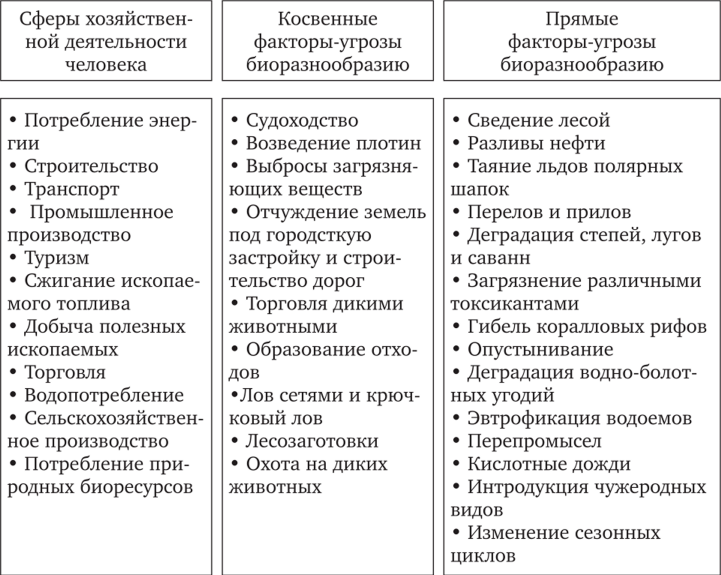 Сферы хозяйствен-
ной деятельности
человека
Косвенные
факторы-угрозы
биоразнообразию
Прямые
факторы-угрозы
биоразнообразию
• Потребление энер-
гии
• Строительство
• Транспорт
• Промышленное
производство
• Туризм
• Сжигание ископае-
мого топлива
• Добыча полезных
ископаемых
• Торговля
• Водопотребление
• Сельскохозяйствен-
ное производство
• Потребление при-
родных биоресурсов
• Судоходство
• Возведение плотин
• Выбросы загрязня-
ющих веществ
• Отчуждение земель
под городсткую
застройку и строи-
тельство дорог
• Торговля дикими
животными
• Образование отхо-
дов
•Лов сетями и крюч-
ковый лов
• Лесозаготовки
• Охота на диких
животных
• Сведение лесой
• Разливы нефти
• Таяние льдов полярных
шапок
• Перелов и прилов
• Деградация степей, лугов
и саванн
• Загрязнение различными
токсикантами
• Гибель коралловых рифов
• Опустынивание
• Деградация водно-болот-
ных угодий
• Эвтрофикация водоемов
• Перепромысел
• Кислотные дожди
• Интродукция чужеродных
видов
• Изменение сезонных
циклов